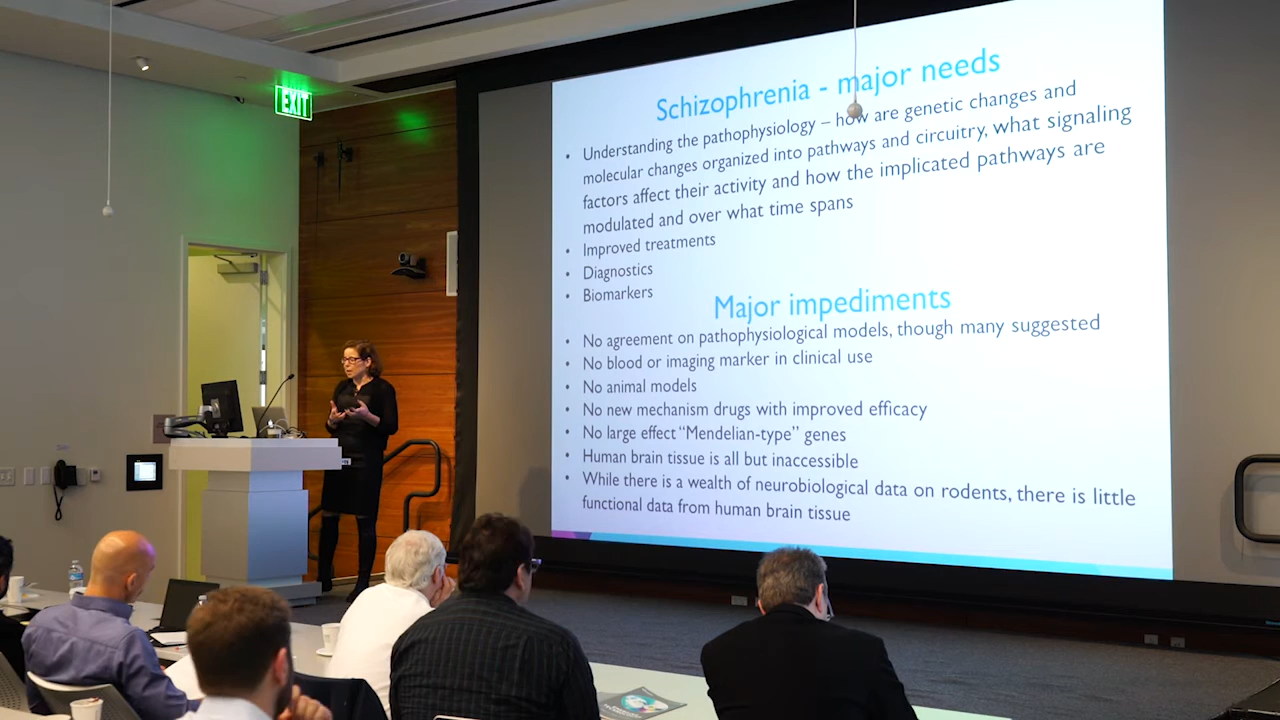 EXIT
Schizophrenia - major needs
• Understanding the pathophysiology – how are genetic changes and
molecular changes organized into pathways and circuitry, what signaling
factors affect their activity and how the implicated pathways are
modulated and over what time spans
• Improved treatments
• Diagnostics
• Biomarkers
Major impediments
• No agreement on pathophysiological models, though many suggested
• No blood or imaging marker in clinical use
• No animal models
• No new mechanism drugs with improved efficacy
• No large effect “Mendelian-type” genes
• Human brain tissue is all but inaccessible
• While there is a wealth of neurobiological data on rodents, there is little
functional data from human brain tissue